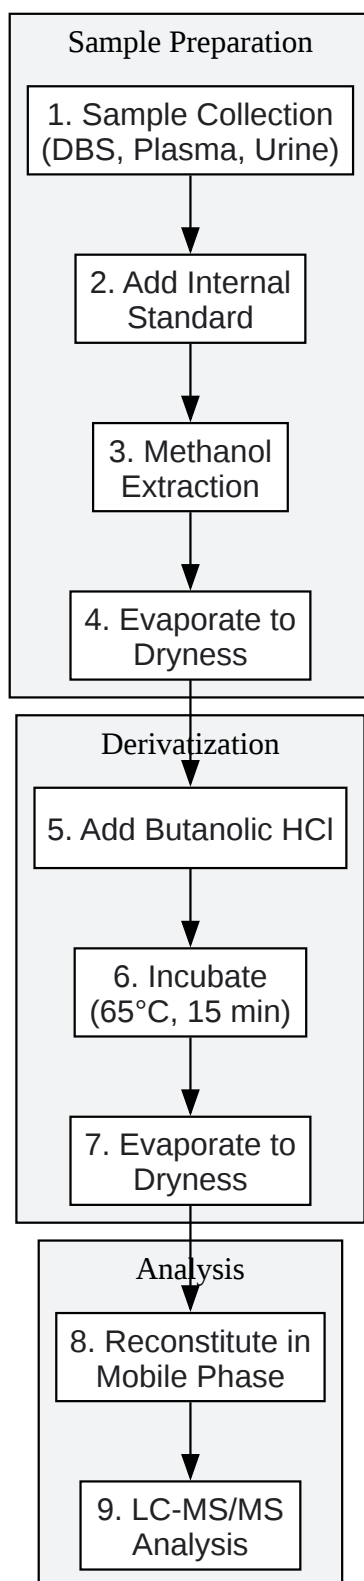 Sample Preparation
1. Sample Collection
(DBS, Plasma, Urine)
2. Add Internal
Standard
3. Methanol
Extraction
4. Evaporate to
Dryness
Derivatization
5. Add Butanolic HCl
6. Incubate
(65°C, 15 min)
7. Evaporate to
Dryness
Analysis
8. Reconstitute in
Mobile Phase
9. LC-MS/MS
Analysis